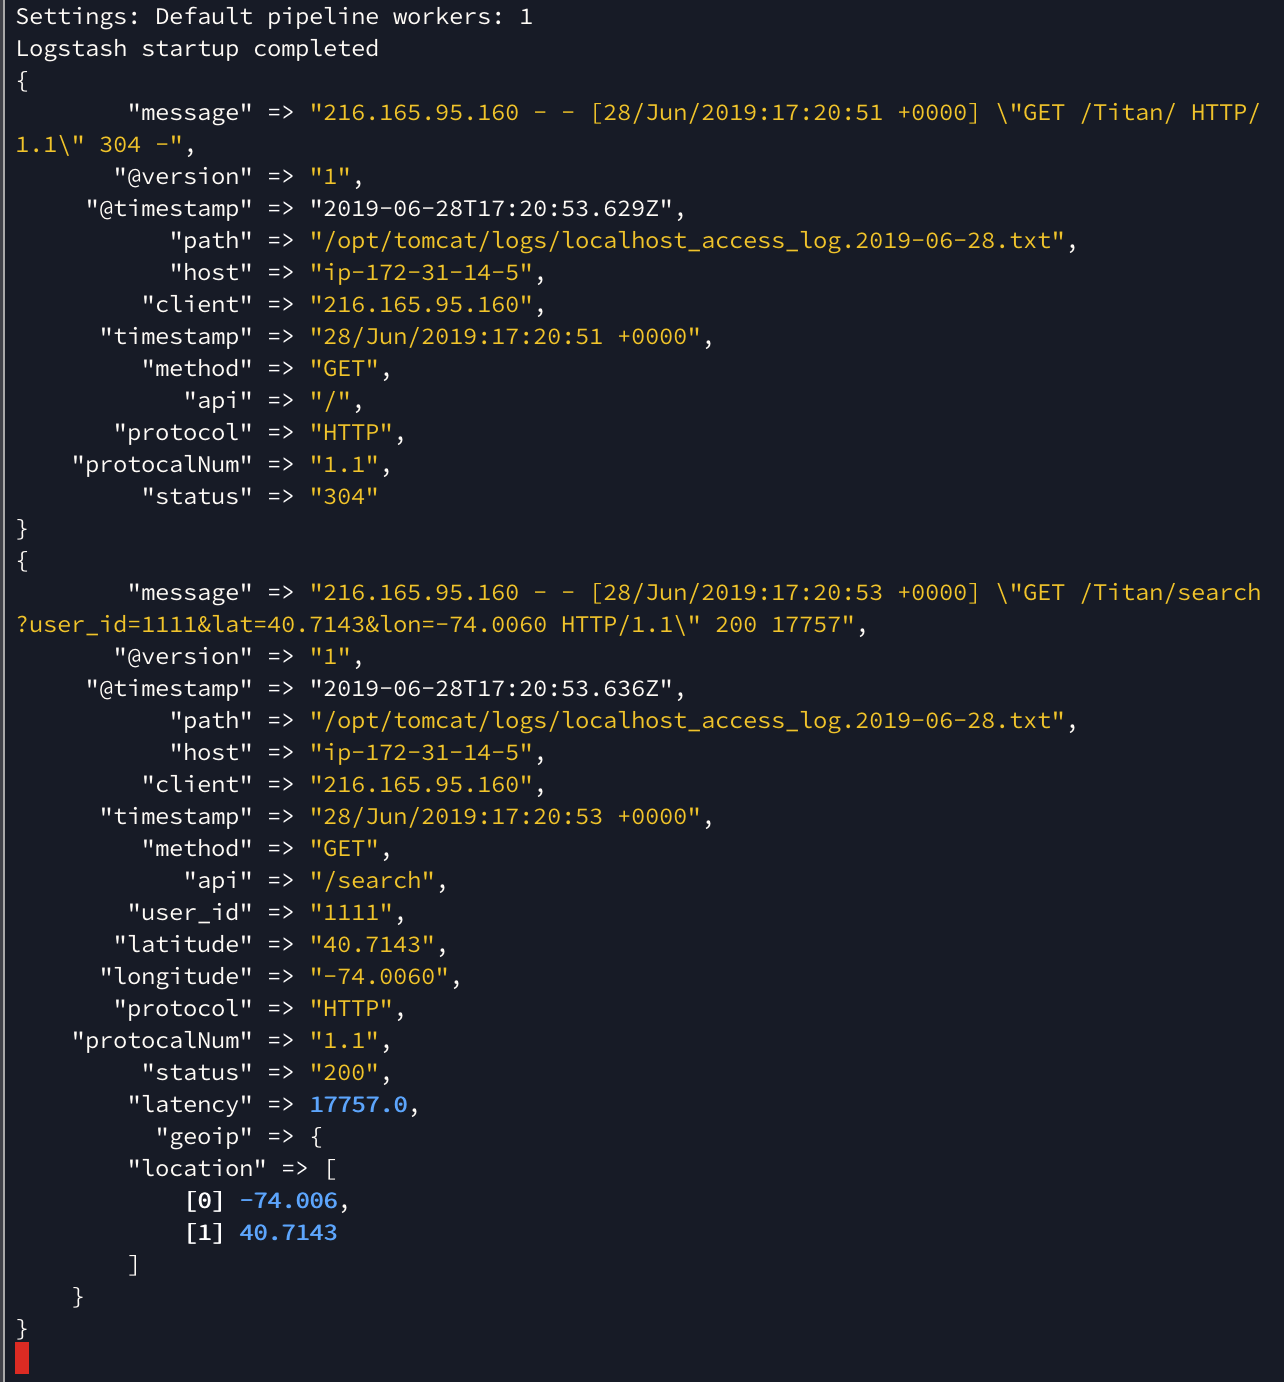 Settings: Default pipeline workers: 1
Logstash startup completed
{
        "message" => "216.165.95.160 - - [28/Jun/2019:17:20:51 +0000] \"GET /Titan/ HTTP/
1.1\" 304 -",
       "@version" => "1",
     "@timestamp" => "2019-06-28T17:20:53.629Z",
           "path" => "/opt/tomcat/logs/localhost_access_log.2019-06-28.txt",
           "host" => "ip-172-31-14-5",
         "client" => "216.165.95.160",
      "timestamp" => "28/Jun/2019:17:20:51 +0000",
         "method" => "GET",
            "api" => "/",
       "protocol" => "HTTP",
    "protocalNum" => "1.1",
         "status" => "304"
}
{
        "message" => "216.165.95.160 - - [28/Jun/2019:17:20:53 +0000] \"GET /Titan/search
?user_id=1111&lat=40.7143&lon=-74.0060 HTTP/1.1\" 200 17757",
       "@version" => "1",
     "@timestamp" => "2019-06-28T17:20:53.636Z",
           "path" => "/opt/tomcat/logs/localhost_access_log.2019-06-28.txt",
           "host" => "ip-172-31-14-5",
         "client" => "216.165.95.160",
      "timestamp" => "28/Jun/2019:17:20:53 +0000",
         "method" => "GET",
            "api" => "/search",
        "user_id" => "1111",
       "latitude" => "40.7143",
      "longitude" => "-74.0060",
       "protocol" => "HTTP",
    "protocalNum" => "1.1",
         "status" => "200",
        "latency" => 17757.0,
          "geoip" => {
        "location" => [
            [0] -74.006,
            [1] 40.7143
        ]
    }
}